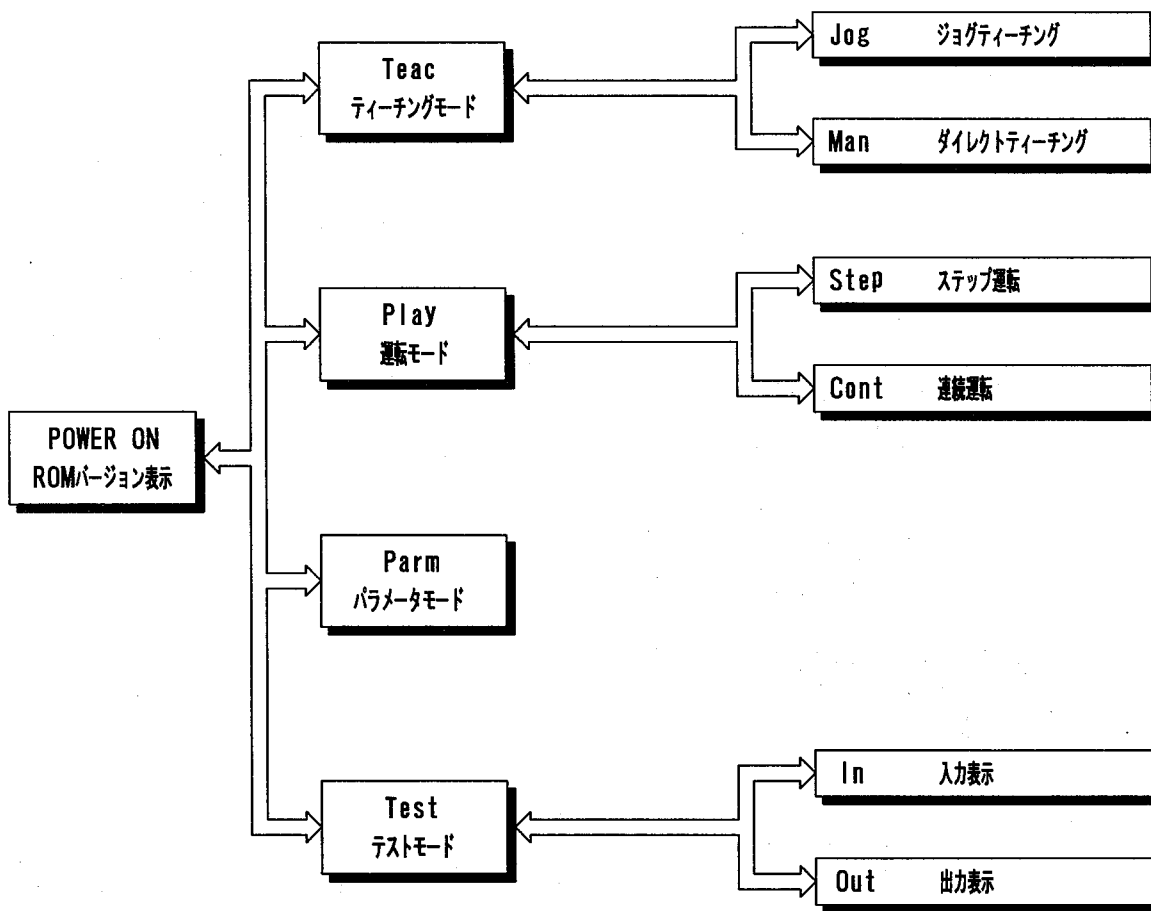 Teac
ティーチングモード
Jog ジョグティーチング
Man ダイレクトティーチング
Play
運転モード
Step ステップ運転
Cont 連続運転
POWER ON
ROMバージョン表示
Parm
パラメータモード
Test
テストモード
In 入力表示
Out 出力表示